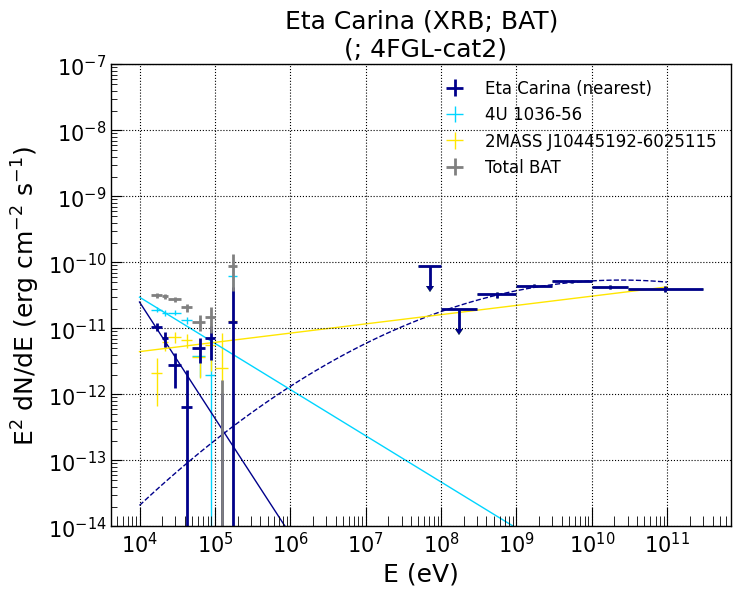 Eta Carina (XRB; BAT)
(; 4FGL-cat2)
Eta Carina (nearest)
4U 1036-56
2MASS J10445192-6025115
Total BAT
E² dN/dE (erg cm⁻² s⁻¹)
10⁻⁷
10⁻⁸
10⁻⁹
10⁻¹⁰
10⁻¹¹
10⁻¹²
10⁻¹³
10⁻¹⁴
10⁴ 10⁵ 10⁶ 10⁷ 10⁸ 10⁹ 10¹⁰ 10¹¹
E (eV)